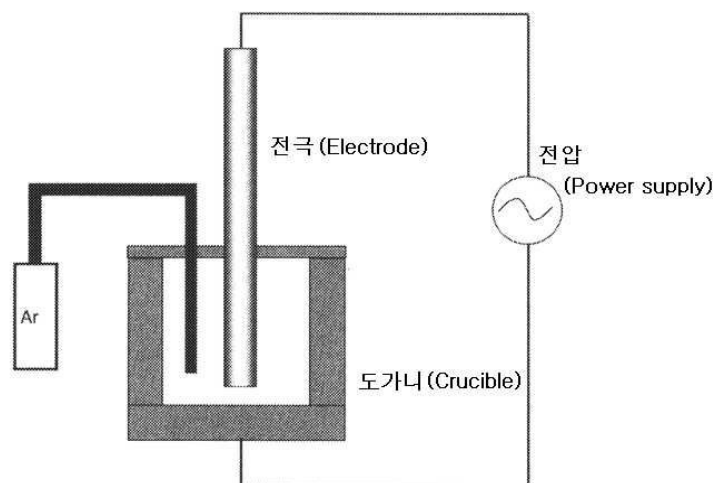 전극(Electrode)
전압
(Power supply)
Ar
도가니(Crucible)